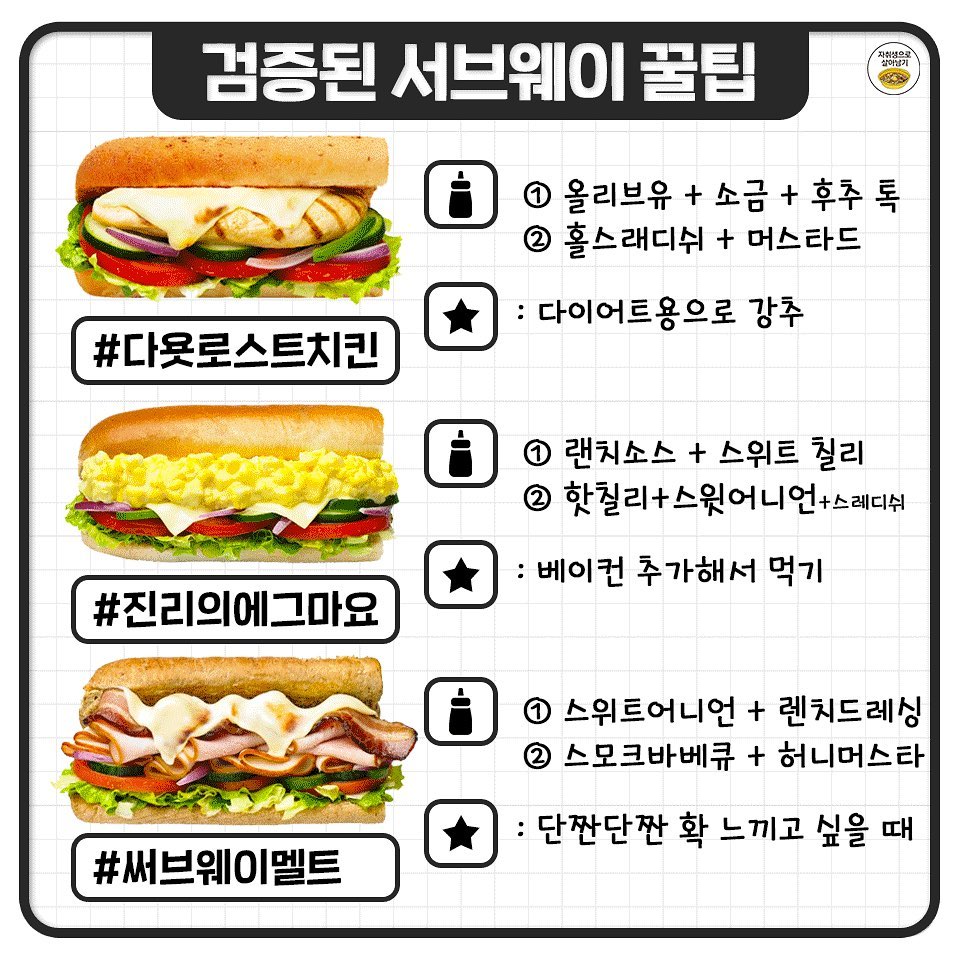 검증된 서브웨이 꿀팁
자취생으로
살아남기
① 올리브유 + 소금 + 후추 톡
② 홀스래디쉬 + 머스타드
: 다이어트용으로 강추
#다욧로스트치킨
① 랜치소스 + 스위트 칠리
② 핫칠리+스윗어니언+스레디쉬
: 베이컨 추가해서 먹기
#진리의에그마요
① 스위트어니언 + 렌치드레싱
② 스모크바베큐 + 허니머스타
: 단짠단짠 확 느끼고 싶을 때
#써브웨이멜트